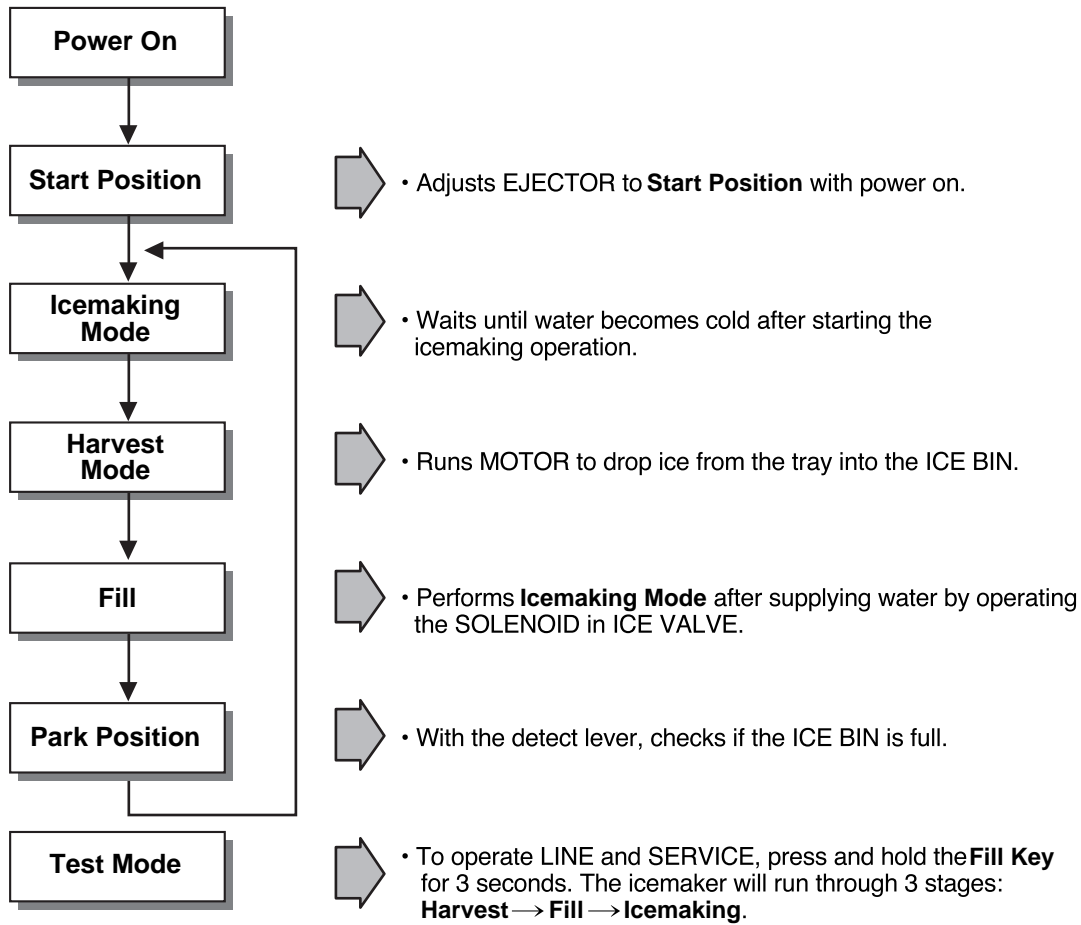 Power On
Start Position
• Adjusts EJECTOR to Start Position with power on.
Icemaking
Mode
• Waits until water becomes cold after starting the
icemaking operation.
Harvest
Mode
• Runs MOTOR to drop ice from the tray into the ICE BIN.
Fill
• Performs Icemaking Mode after supplying water by operating
the SOLENOID in ICE VALVE.
Park Position
• With the detect lever, checks if the ICE BIN is full.
Test Mode
• To operate LINE and SERVICE, press and hold the Fill Key
for 3 seconds. The icemaker will run through 3 stages:
Harvest → Fill → Icemaking.